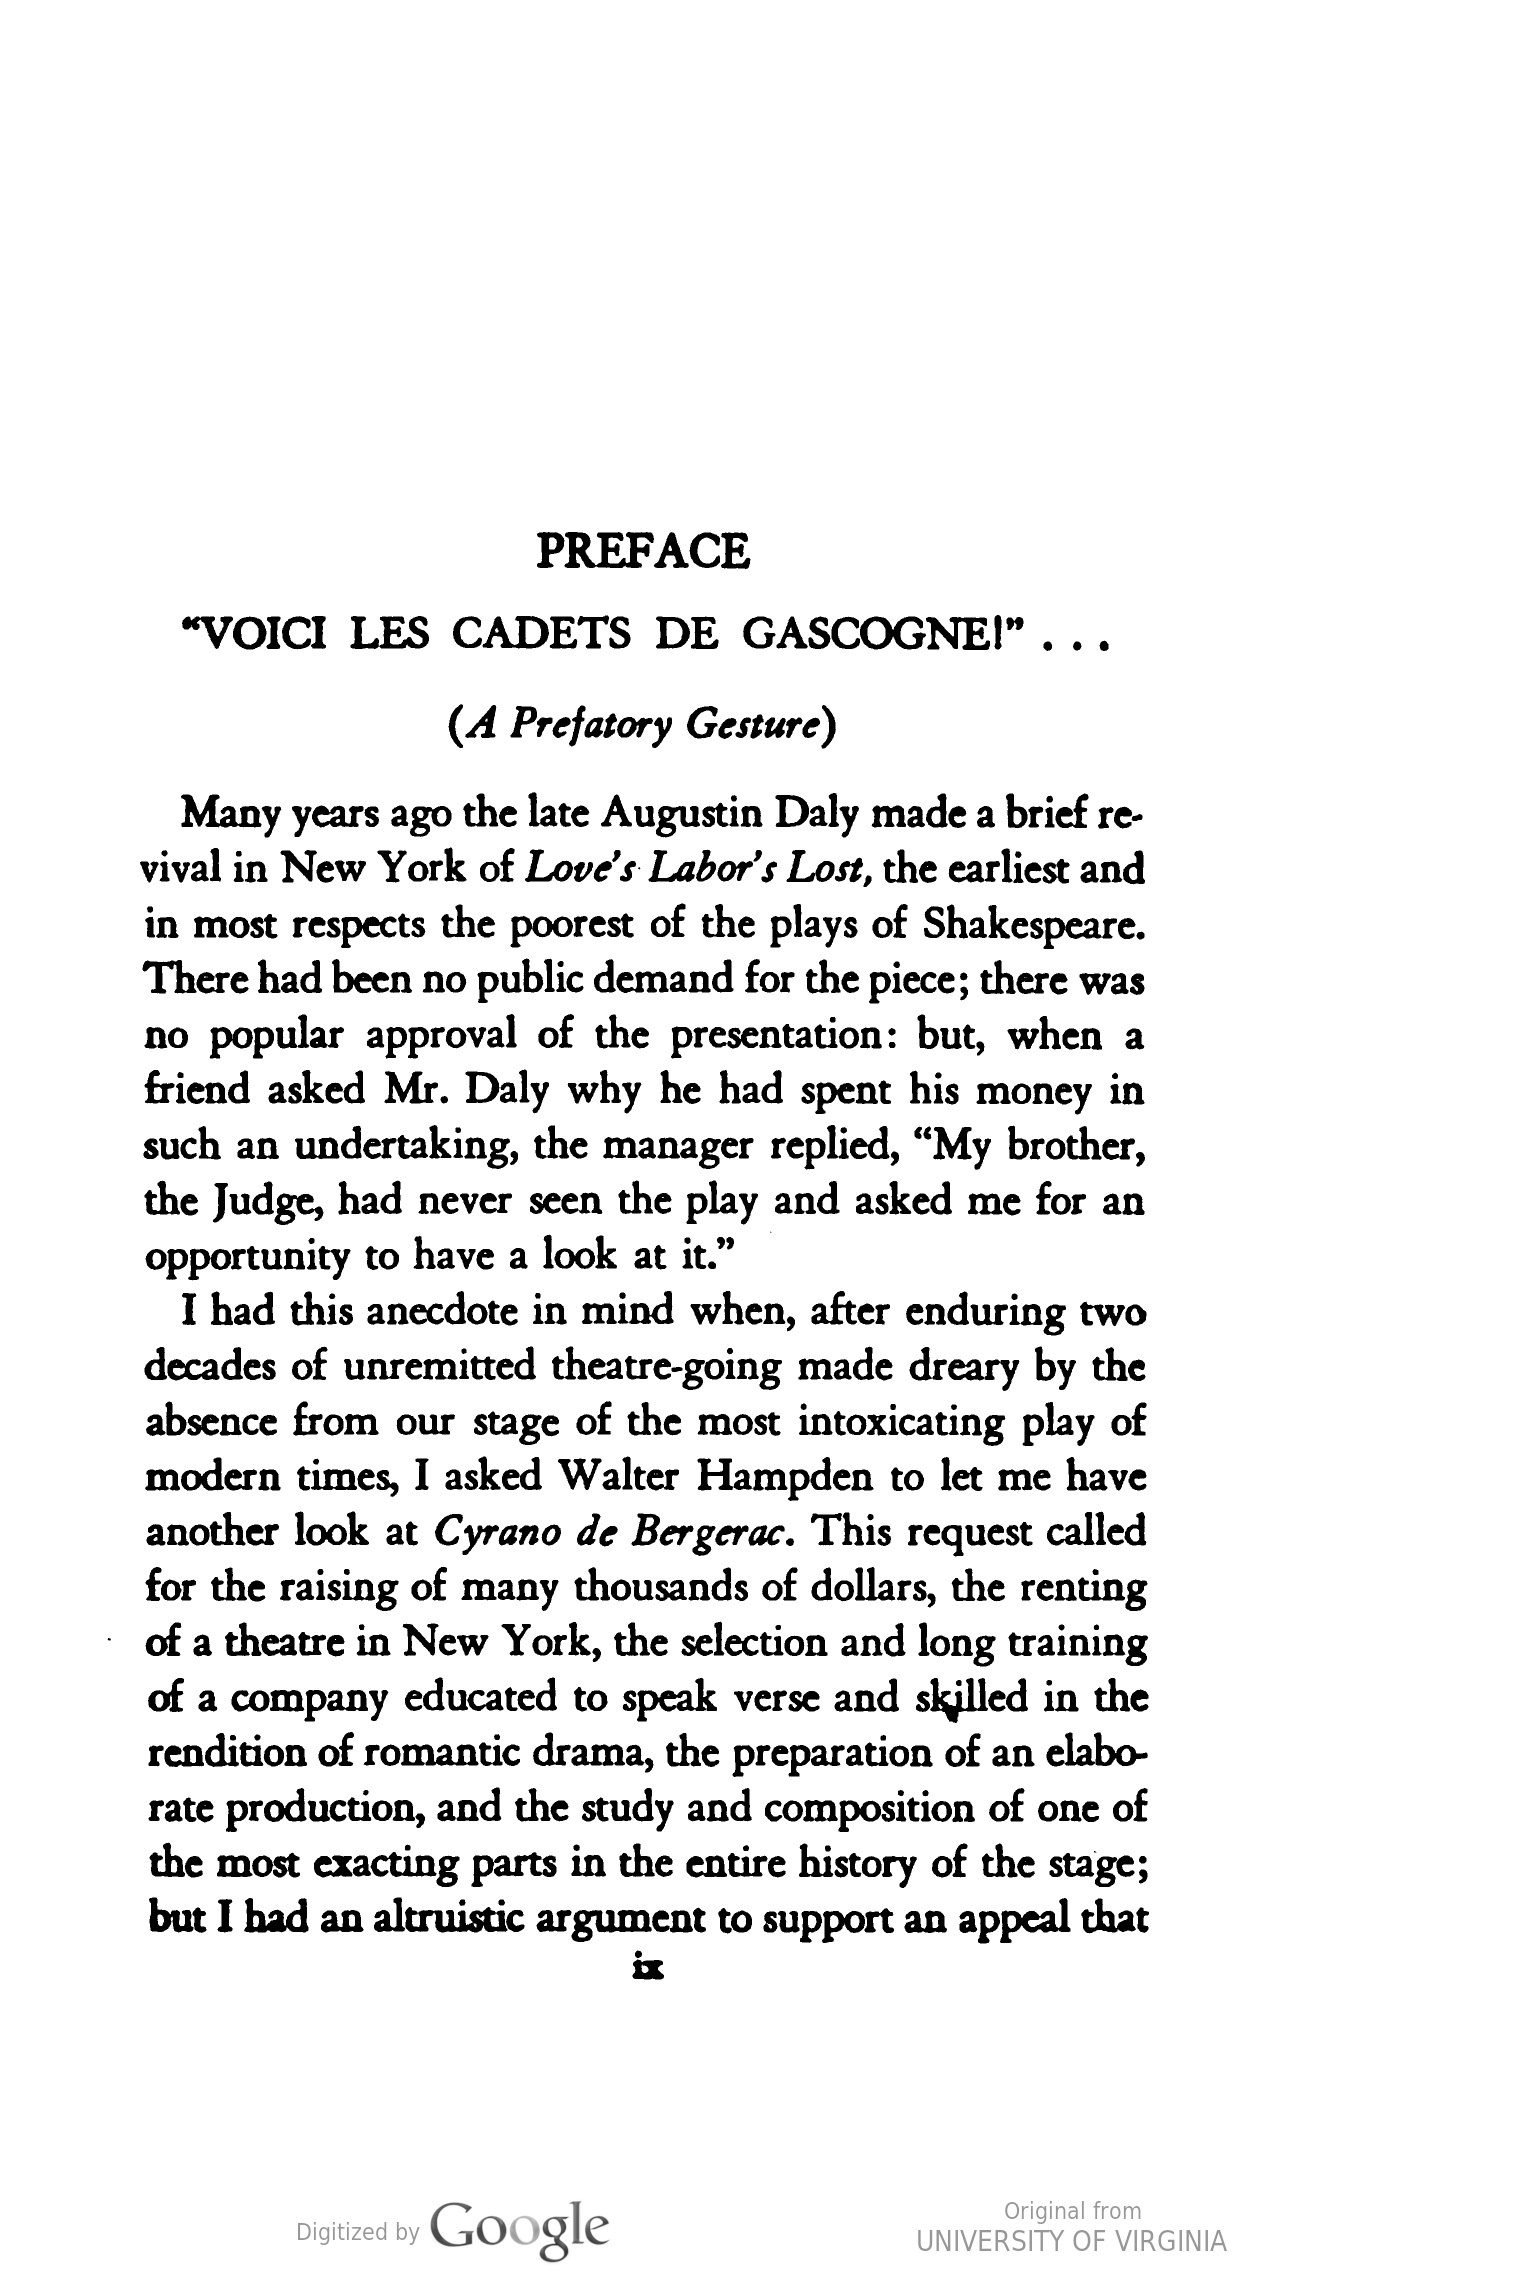 PREFACE
“VOICI LES CADETS DE GASCOGNE!” . . .
(A Prefatory Gesture)
Many years ago the late Augustin Daly made a brief re-
vival in New York of Love’s Labor’s Lost, the earliest and
in most respects the poorest of the plays of Shakespeare.
There had been no public demand for the piece; there was
no popular approval of the presentation: but, when a
friend asked Mr. Daly why he had spent his money in
such an undertaking, the manager replied, “My brother,
the Judge, had never seen the play and asked me for an
opportunity to have a look at it.”
I had this anecdote in mind when, after enduring two
decades of unremitted theatre-going made dreary by the
absence from our stage of the most intoxicating play of
modern times, I asked Walter Hampden to let me have
another look at Cyrano de Bergerac. This request called
for the raising of many thousands of dollars, the renting
of a theatre in New York, the selection and long training
of a company educated to speak verse and skilled in the
rendition of romantic drama, the preparation of an elabo-
rate production, and the study and composition of one of
the most exacting parts in the entire history of the stage;
but I had an altruistic argument to support an appeal that
ix
Digitized by Google
Original from
UNIVERSITY OF VIRGINIA